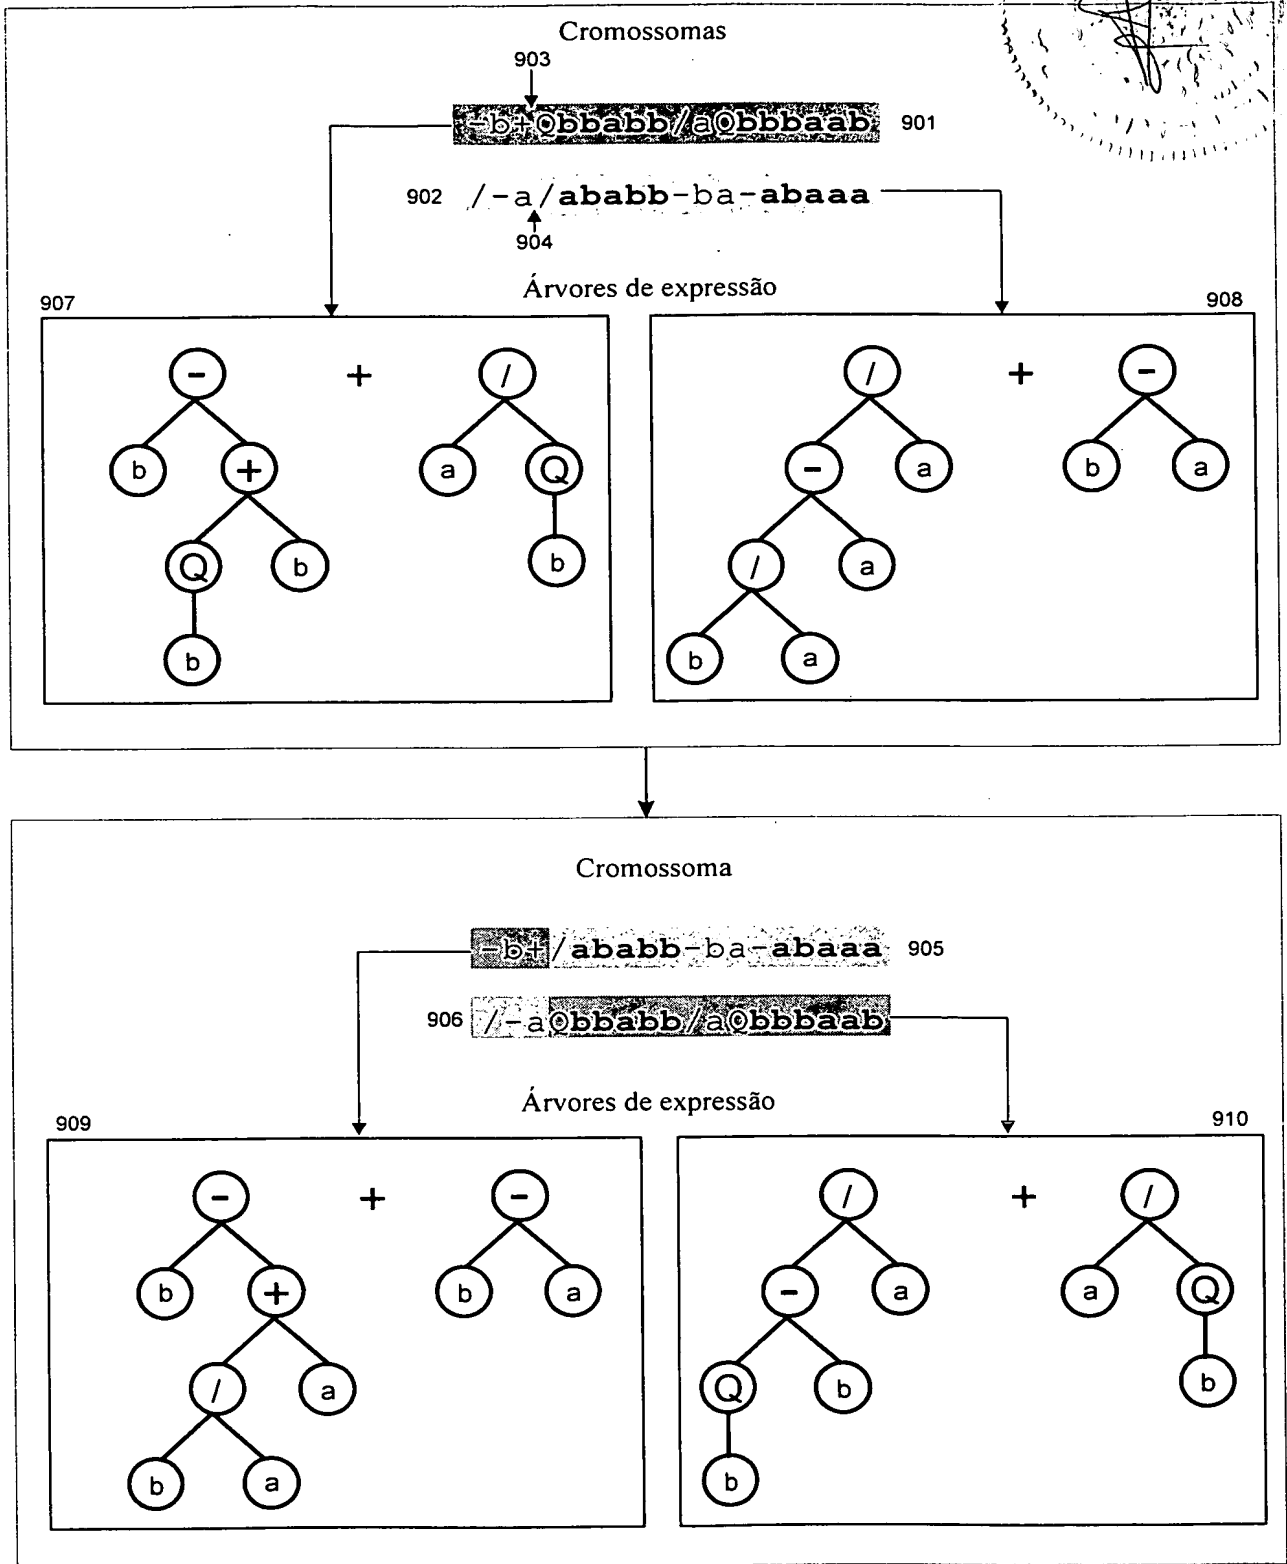 Cromossomas
903
-b+Qbbabb/aQbbbaab 901
902 /-a/ababb-ba-abaaa
904
Árvores de expressão
907 908
- + / / + -
b + a Q - a b a
Q b b / a
b b a
Cromossoma
-b+/ababb-ba-abaaa 905
906 /-aQbbabb/aQbbbaab
Árvores de expressão
909 910
- + - / + /
b + b a - a a Q
/ a Q b b
b a b